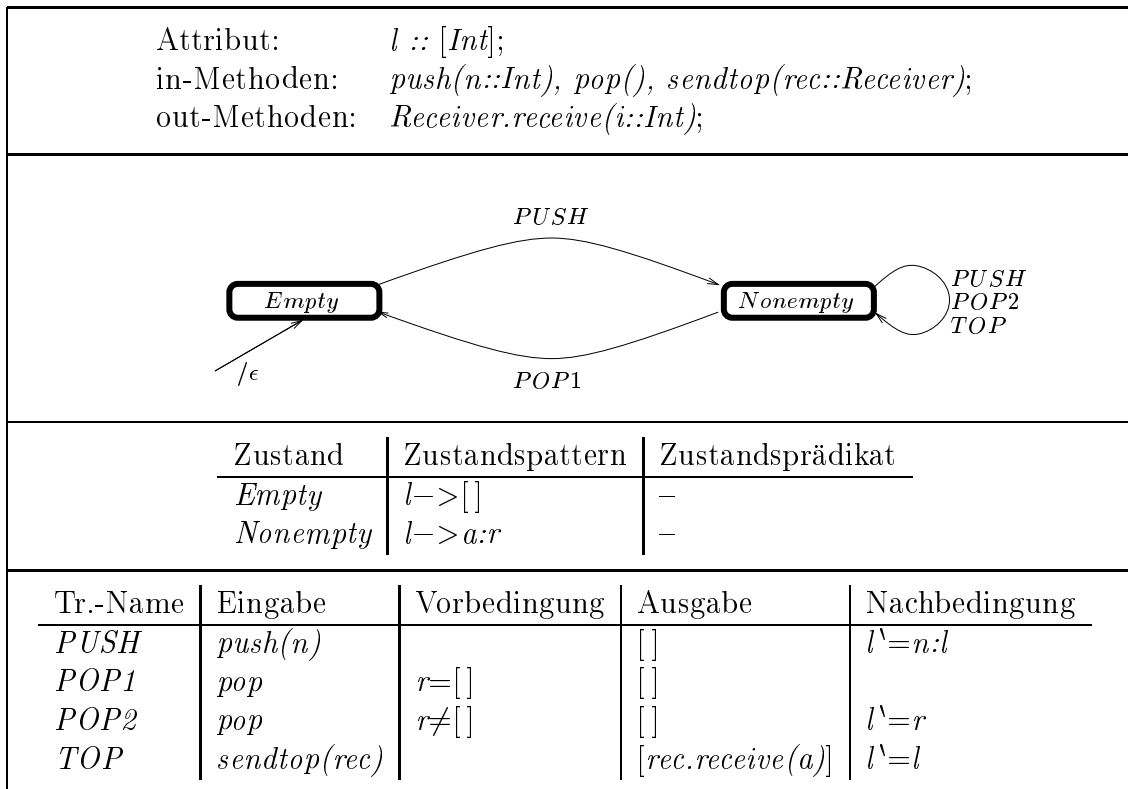 Attribut: l :: [Int];
in-Methoden: push(n::Int), pop(), sendtop(rec::Receiver);
out-Methoden: Receiver.receive(i::Int);
PUSH
Empty
Nonempty
PUSH
POP2
TOP
/ϵ
POP1
Zustand Zustandspattern Zustandsprädikat
Empty l−>[ ] –
Nonempty l−>a:r –
Tr.-Name Eingabe Vorbedingung Ausgabe Nachbedingung
PUSH push(n) [ ] l‵=n:l
POP1 pop r=[ ] [ ]
POP2 pop r≠[ ] [ ] l‵=r
TOP sendtop(rec) [rec.receive(a)] l‵=l